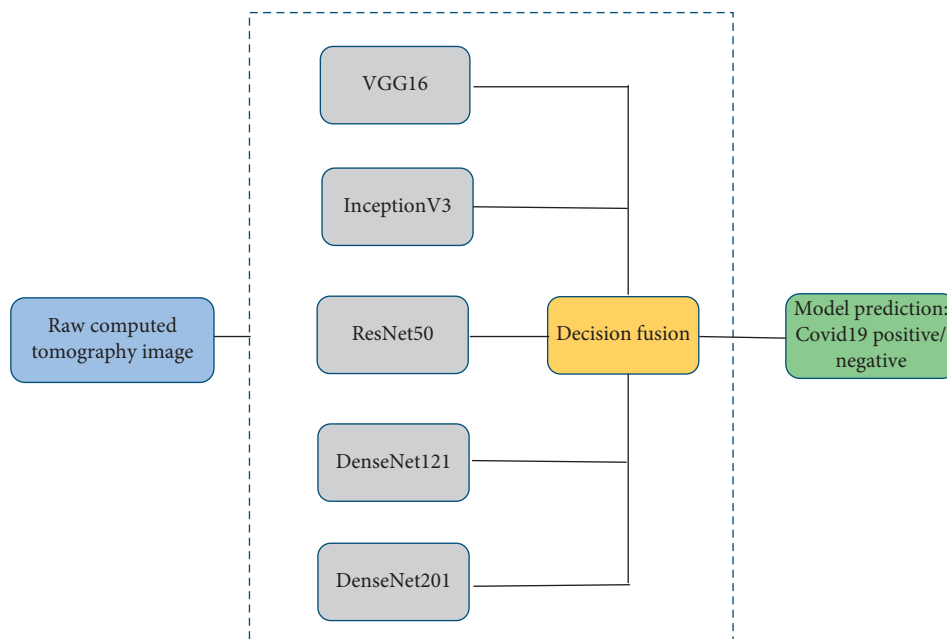 VGG16
InceptionV3
Raw computed
tomography image
ResNet50
Decision fusion
Model prediction:
Covid19 positive/
negative
DenseNet121
DenseNet201